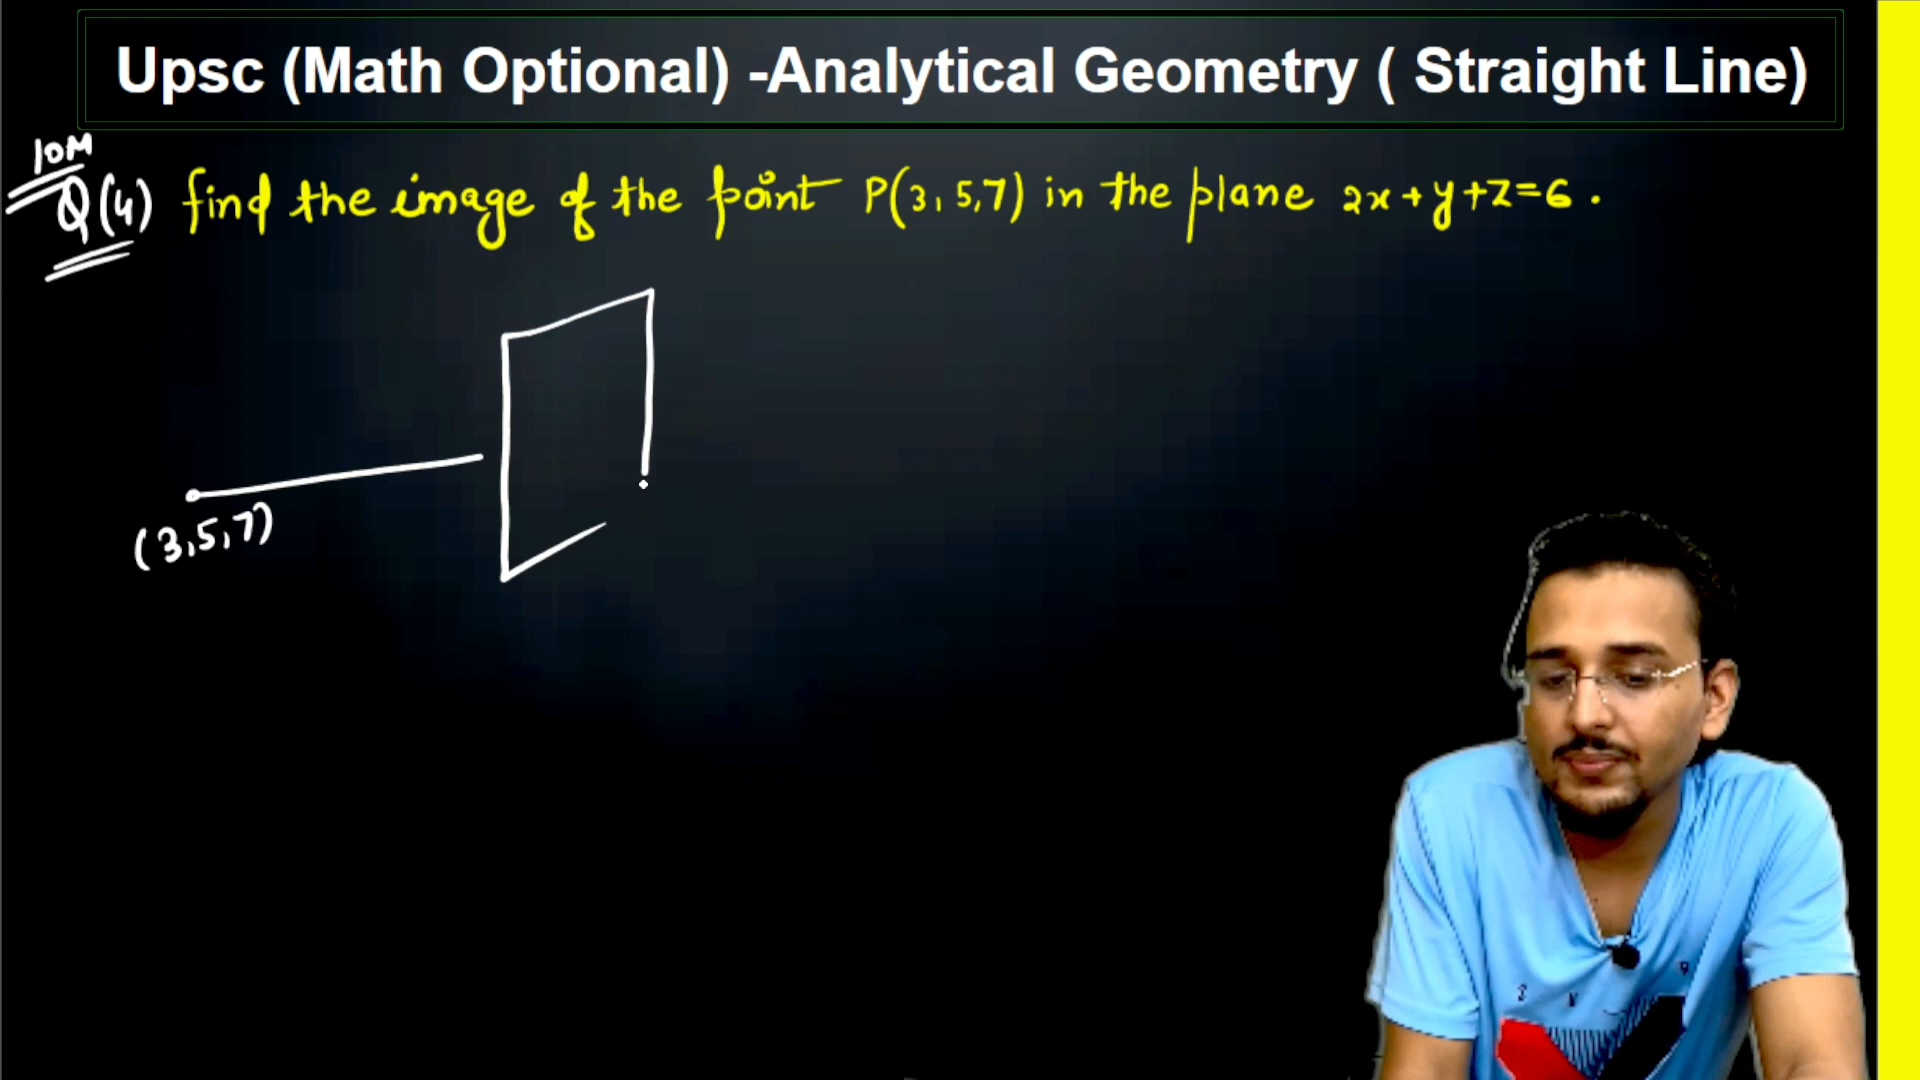 Upsc (Math Optional) -Analytical Geometry ( Straight Line)
10M
Q(4) find the image of the point P(3, 5,7) in the plane 2x+y+z=6 .
(3,5,7)